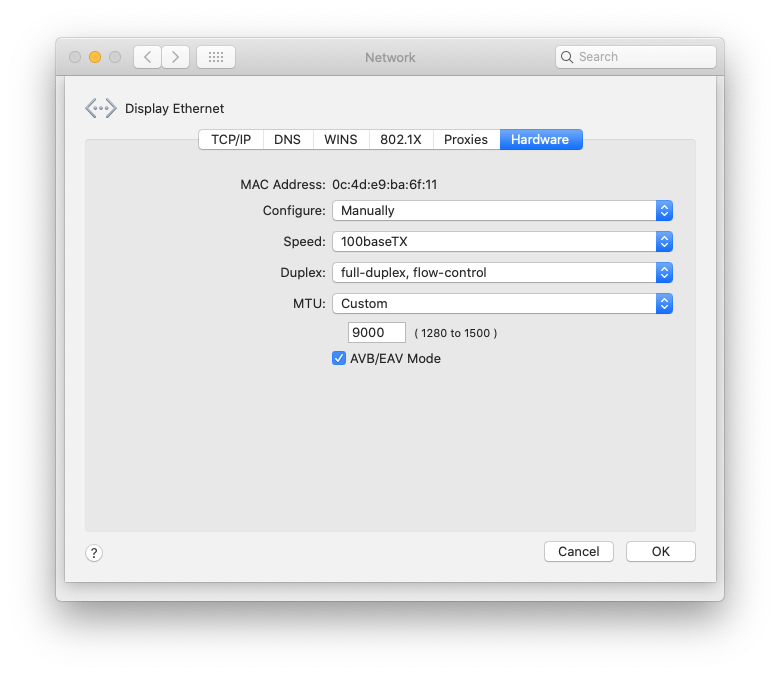 Network
Search
Display Ethernet
TCP/IP DNS WINS 802.1X Proxies Hardware
MAC Address: 0c:4d:e9:ba:6f:11
Configure: Manually
Speed: 100baseTX
Duplex: full-duplex, flow-control
MTU: Custom
9000 ( 1280 to 1500 )
AVB/EAV Mode
? Cancel OK